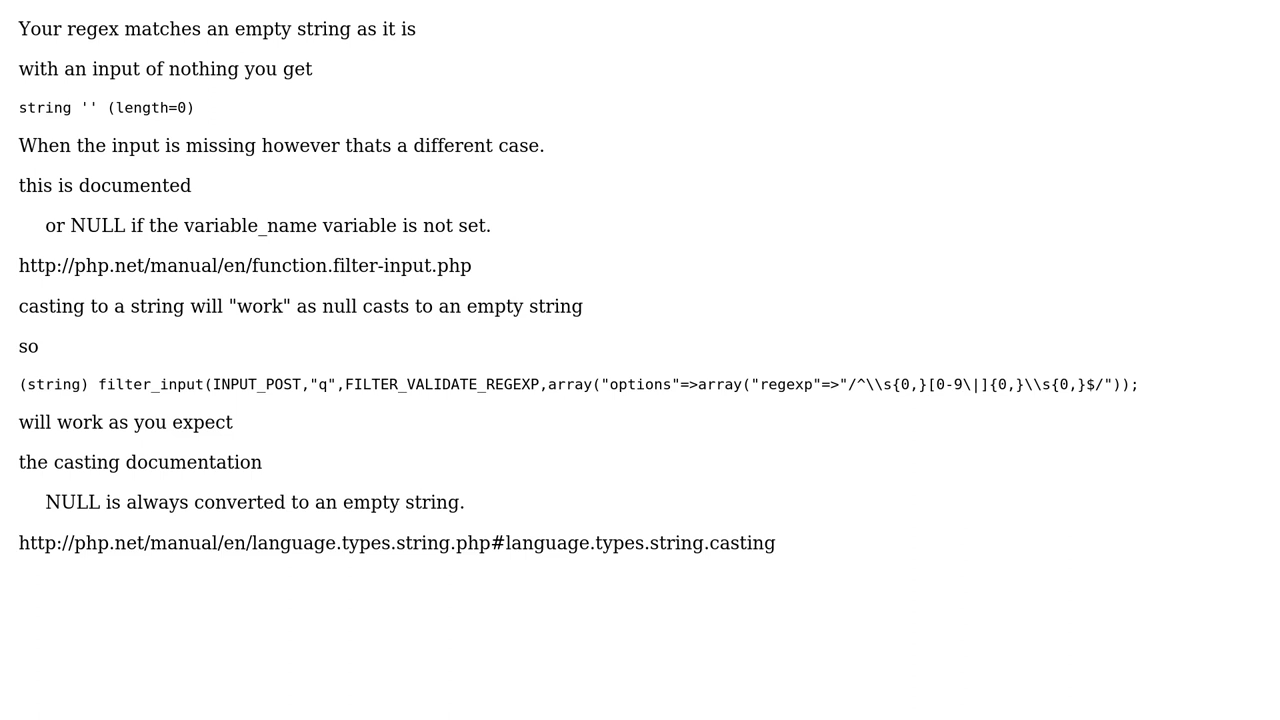 Your regex matches an empty string as it is
with an input of nothing you get
string '' (length=0)
When the input is missing however thats a different case.
this is documented
or NULL if the variable_name variable is not set.
http://php.net/manual/en/function.filter-input.php
casting to a string will "work" as null casts to an empty string
so
(string) filter_input(INPUT_POST,"q",FILTER_VALIDATE_REGEXP,array("options"=>array("regexp"=>"/^\\s{0,}[0-9\|]{0,}\\s{0,}$/"));
will work as you expect
the casting documentation
NULL is always converted to an empty string.
http://php.net/manual/en/language.types.string.php#language.types.string.casting